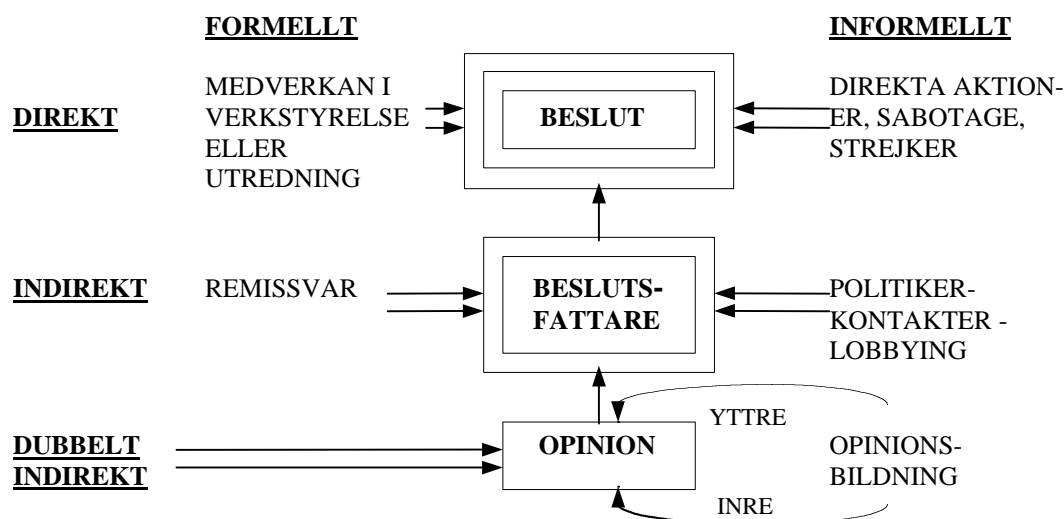 FORMELLT
INFORMELLT
DIREKT
MEDVERKAN I
VERKSTYRELSE
ELLER
UTREDNING
BESLUT
DIREKTA AKTION-
ER, SABOTAGE,
STREJKER
INDIREKT
REMISSVAR
BESLUTS-
FATTARE
POLITIKER-
KONTAKTER -
LOBBYING
DUBBELT
INDIREKT
OPINION
YTTRE
INRE
OPINIONS-
BILDNING